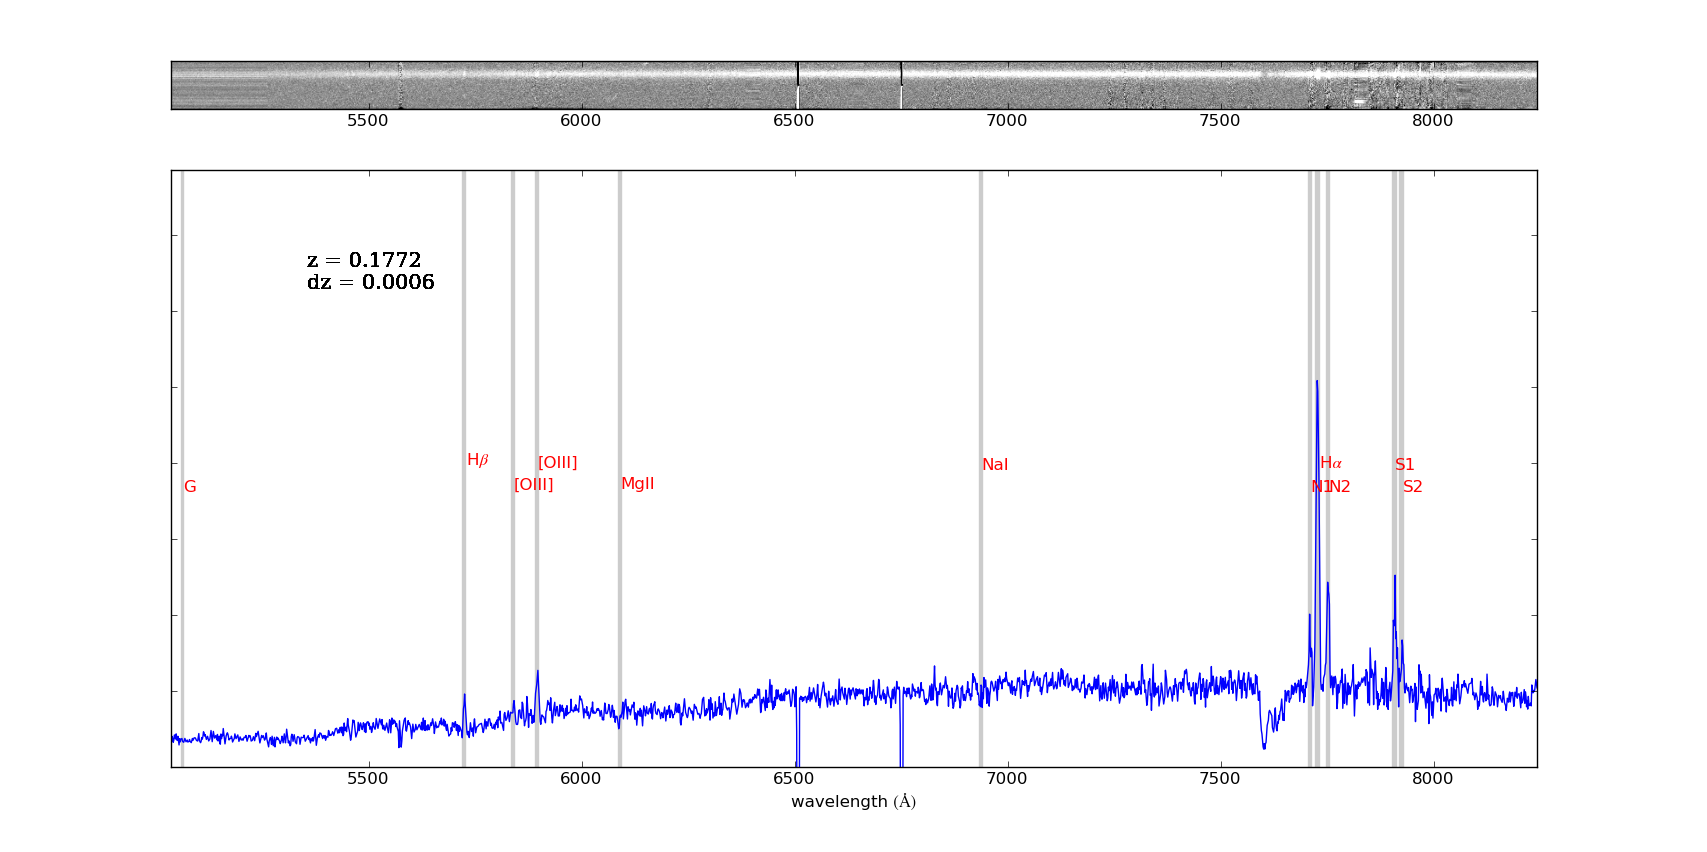 5500 6000 6500 7000 7500 8000
z = 0.1772
dz = 0.0006
Hβ [OIII] NaI Hα S1
G [OIII] MgII N1 N2 S2
5500 6000 6500 7000 7500 8000
wavelength (Å)